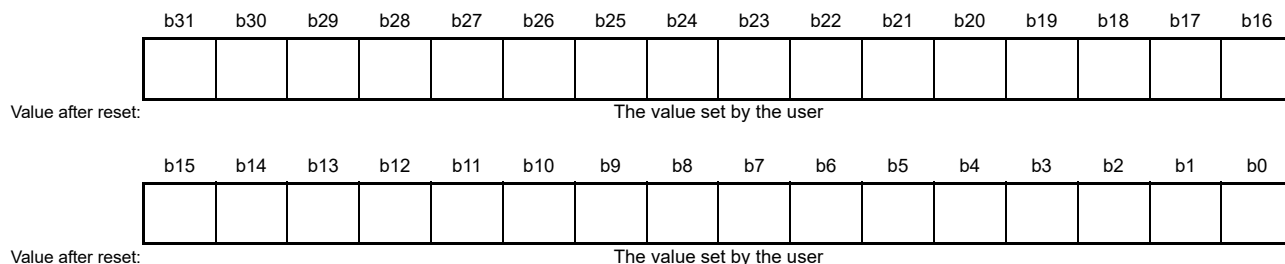 b31 b30 b29 b28 b27 b26 b25 b24 b23 b22 b21 b20 b19 b18 b17 b16
Value after reset: The value set by the user
b15 b14 b13 b12 b11 b10 b9 b8 b7 b6 b5 b4 b3 b2 b1 b0
Value after reset: The value set by the user